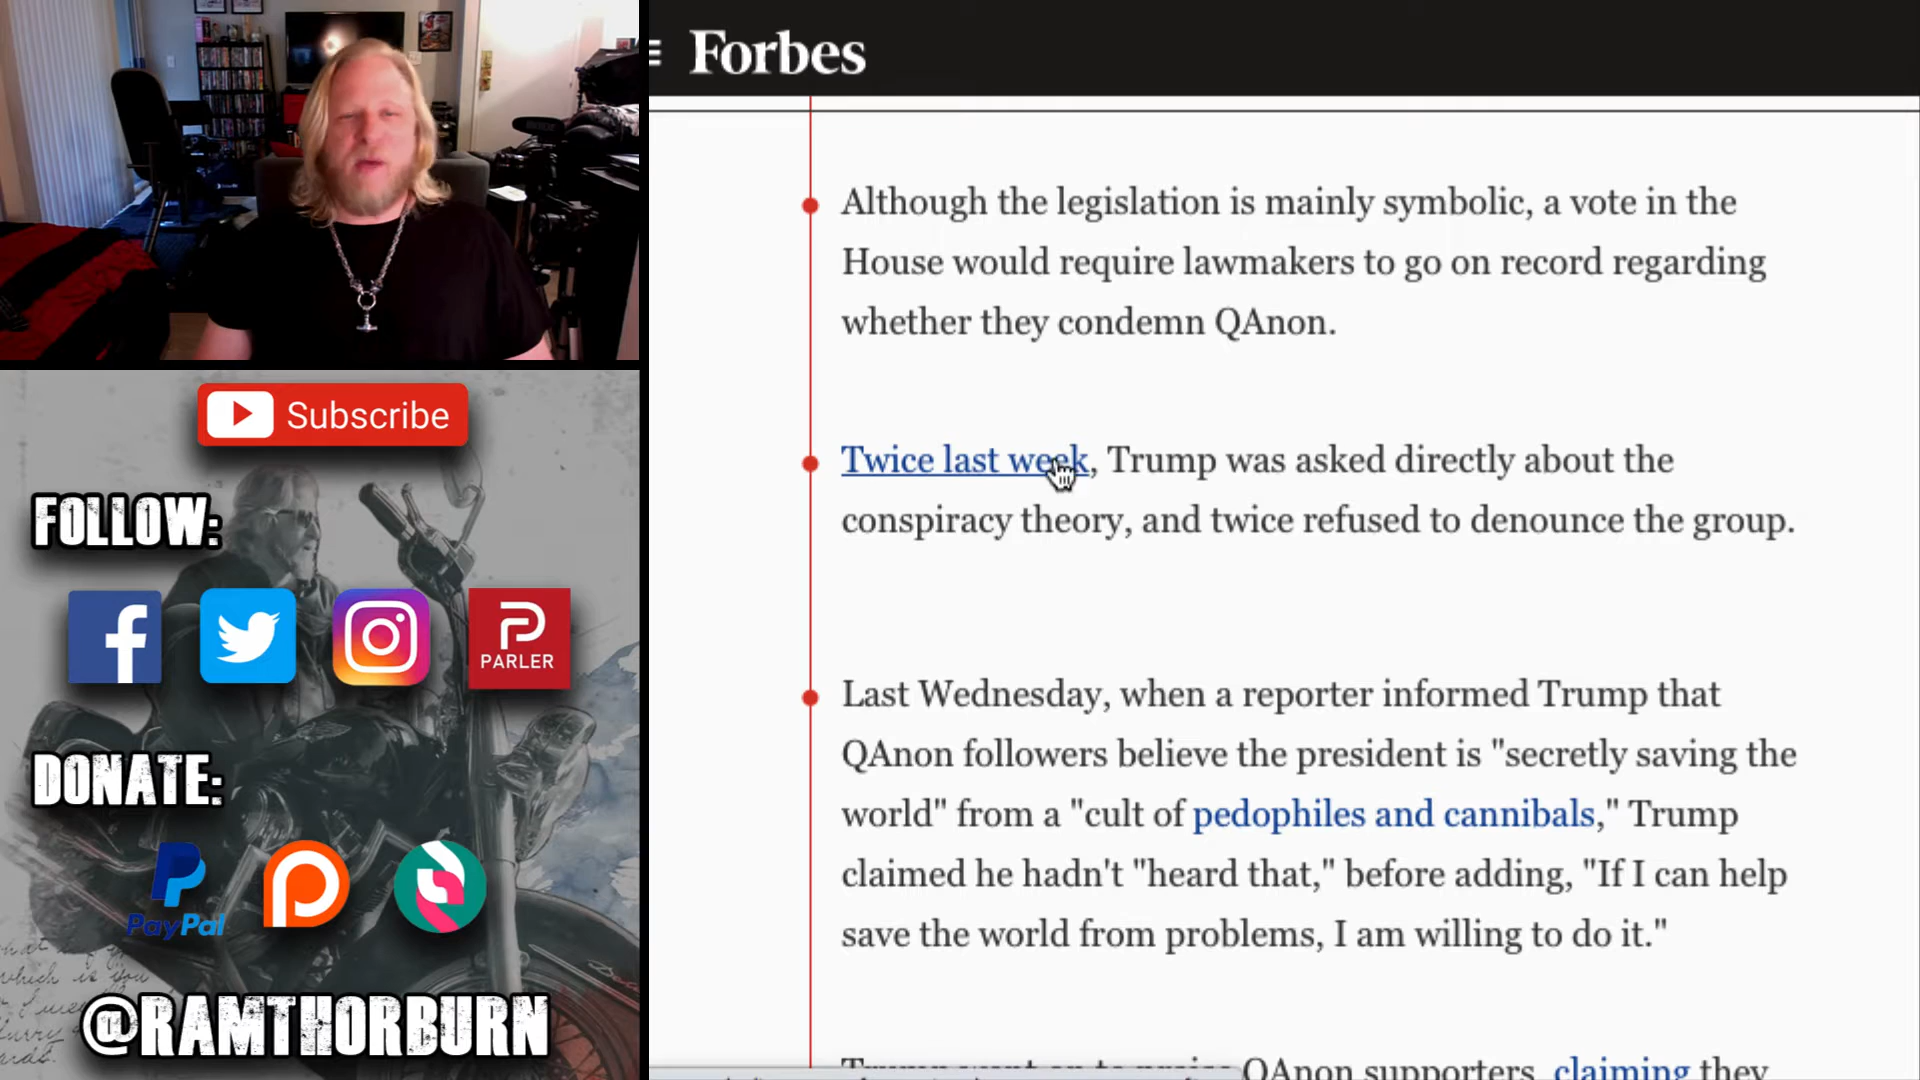 Forbes
Although the legislation is mainly symbolic, a vote in the
House would require lawmakers to go on record regarding
whether they condemn QAnon.
Twice last week, Trump was asked directly about the
conspiracy theory, and twice refused to denounce the group.
Last Wednesday, when a reporter informed Trump that
QAnon followers believe the president is "secretly saving the
world" from a "cult of pedophiles and cannibals," Trump
claimed he hadn't "heard that," before adding, "If I can help
save the world from problems, I am willing to do it."
QAnon supporters, claiming they
Subscribe
FOLLOW:
PARLER
DONATE:
PayPal
@RAMTHORBURN